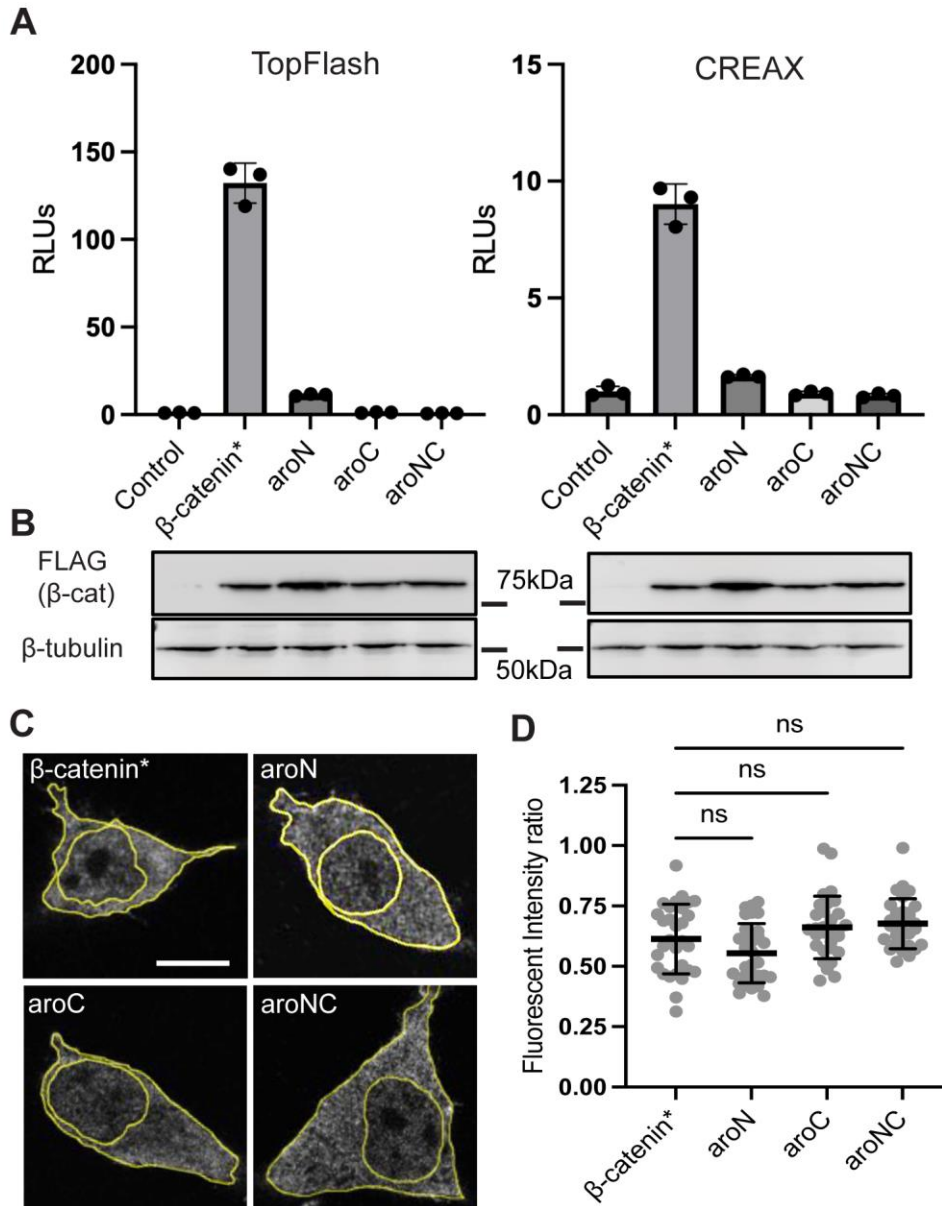 A
TopFlash
CREAX
200
150
100
50
0
RLUs
15
10
5
0
RLUs
Control
β-catenin*
aroN
aroC
aroNC
Control
β-catenin*
aroN
aroC
aroNC
B
FLAG
(β-cat)
75kDa
β-tubulin
50kDa
C
β-catenin*
aroN
aroC
aroNC
D
ns
ns
ns
1.25
1.00
0.75
0.50
0.25
0.00
Fluorescent Intensity ratio
β-catenin*
aroN
aroC
aroNC